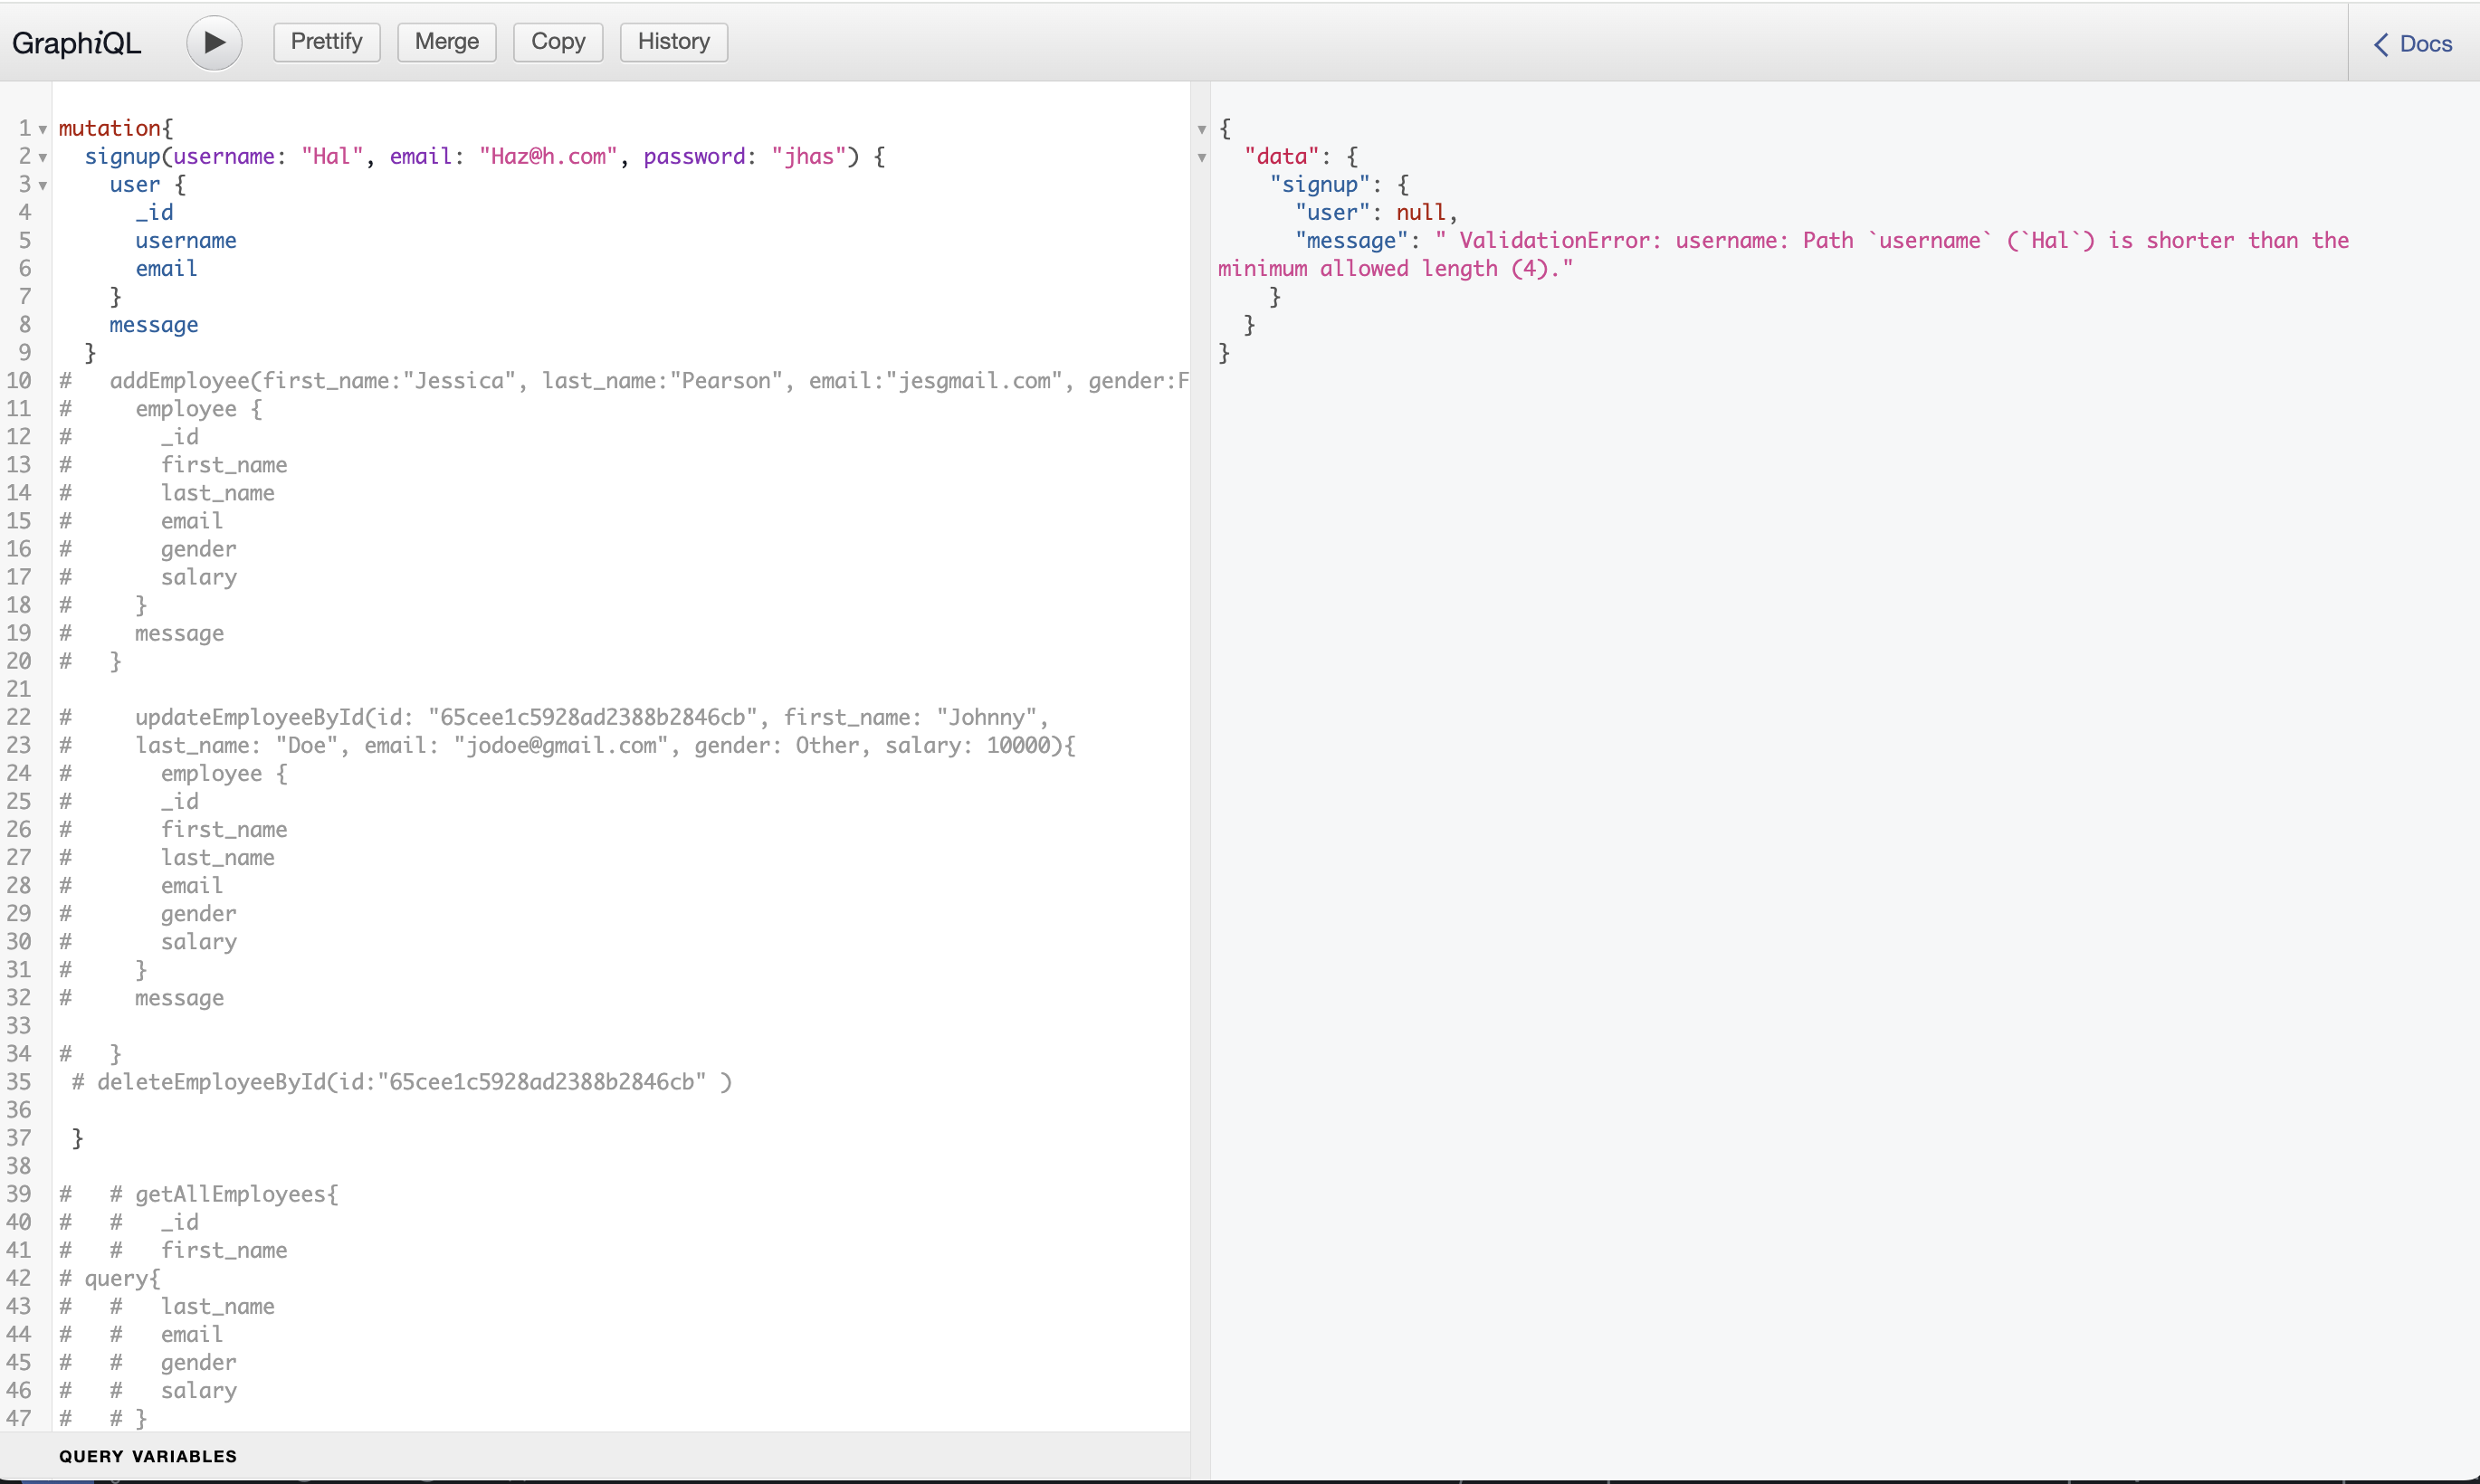 GraphiQL
Prettify
Merge
Copy
History
Docs
1 mutation{
2   signup(username: "Hal", email: "Haz@h.com", password: "jhas") {
3     user {
4       _id
5       username
6       email
7     }
8     message
9   }
10 #   addEmployee(first_name:"Jessica", last_name:"Pearson", email:"jesgmail.com", gender:F
11 #     employee {
12 #       _id
13 #       first_name
14 #       last_name
15 #       email
16 #       gender
17 #       salary
18 #     }
19 #     message
20 #   }
21
22 #     updateEmployeeById(id: "65cee1c5928ad2388b2846cb", first_name: "Johnny",
23 #     last_name: "Doe", email: "jodoe@gmail.com", gender: Other, salary: 10000){
24 #       employee {
25 #       _id
26 #       first_name
27 #       last_name
28 #       email
29 #       gender
30 #       salary
31 #     }
32 #     message
33
34 #   }
35  # deleteEmployeeById(id:"65cee1c5928ad2388b2846cb" )
36
37  }
38
39 #   # getAllEmployees{
40 #   #   _id
41 #   #   first_name
42 # query{
43 #   #   last_name
44 #   #   email
45 #   #   gender
46 #   #   salary
47 #   # }
QUERY VARIABLES
{
  "data": {
    "signup": {
      "user": null,
      "message": " ValidationError: username: Path `username` (`Hal`) is shorter than the
minimum allowed length (4)."
    }
  }
}